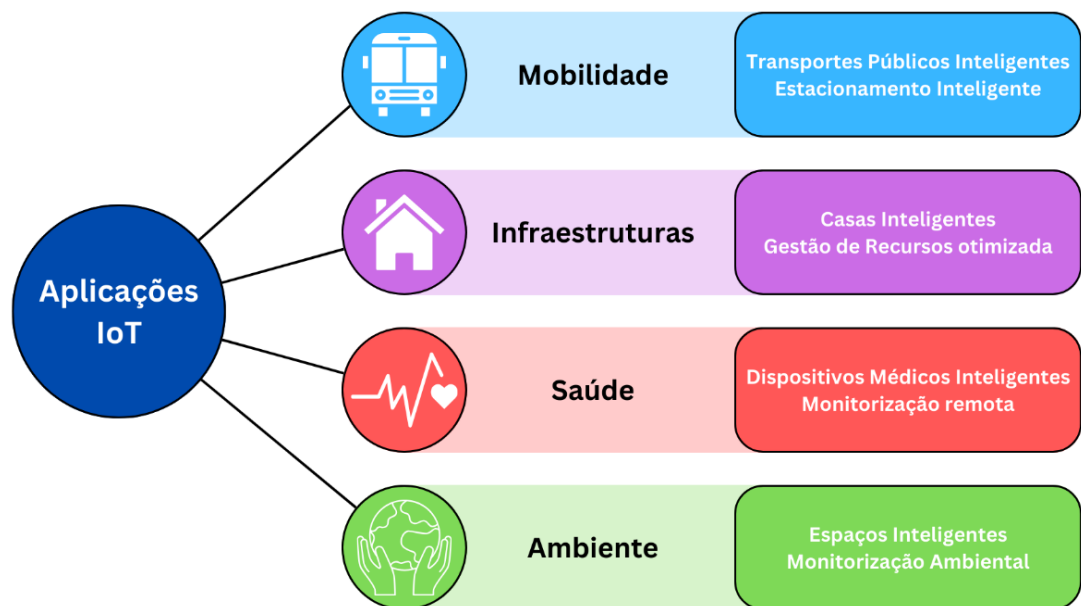 Aplicações
IoT
Mobilidade
Transportes Públicos Inteligentes
Estacionamento Inteligente
Infraestruturas
Casas Inteligentes
Gestão de Recursos otimizada
Saúde
Dispositivos Médicos Inteligentes
Monitorização remota
Ambiente
Espaços Inteligentes
Monitorização Ambiental